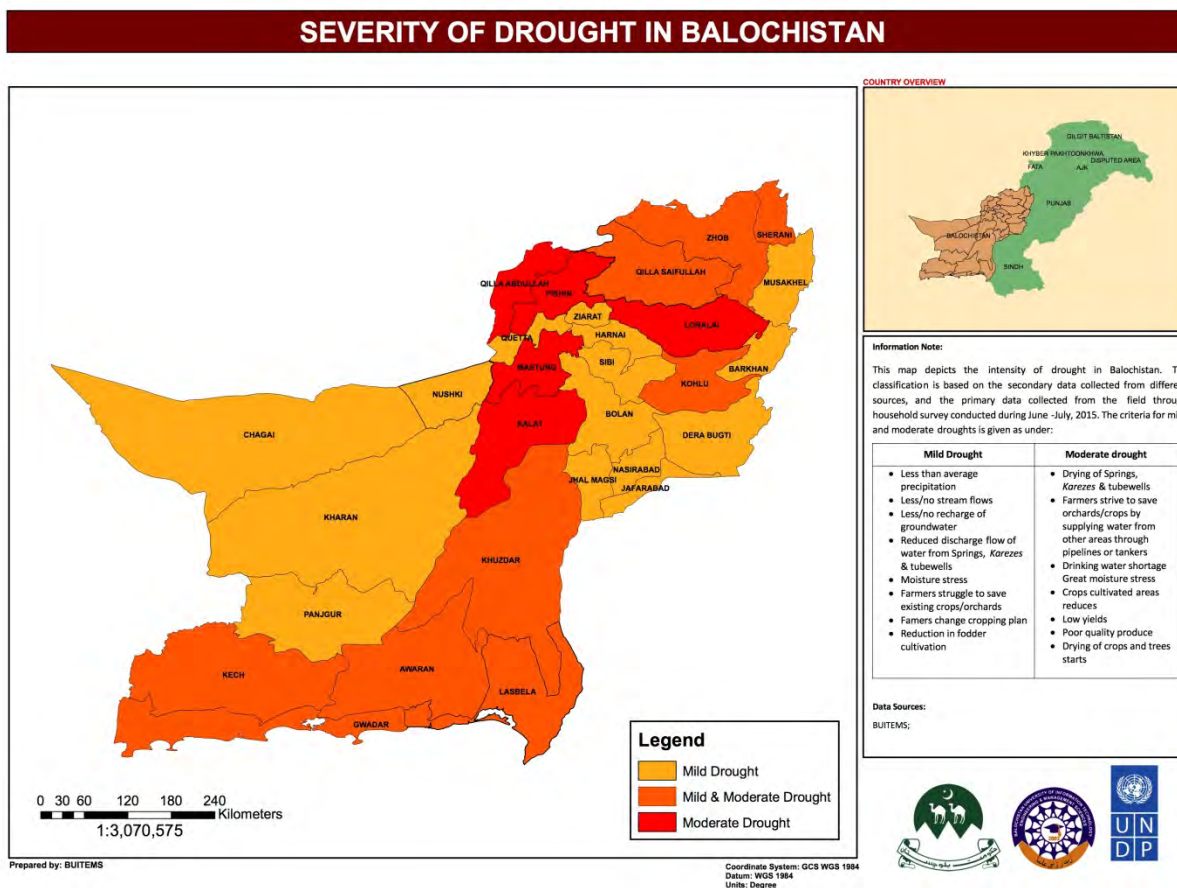 SEVERITY OF DROUGHT IN BALOCHISTAN
COUNTRY OVERVIEW
GILGIT BALTISTAN
KHYBER PAKHTOONKHWA
DISPUTED AREA
FATA
AJK
PUNJAB
BALOCHISTAN
SINDH
ZHOB
SHERANI
QILLA SAIFULLAH
MUSAKHEL
QILLA ABDULLAH
PISHIN
ZIARAT
LORALAI
QUETTA
HARNAI
SIBI
BARKHAN
MASTUNG
KOHLU
NUSHKI
BOLAN
KALAT
CHAGAI
DERA BUGTI
NASIRABAD
JHAL MAGSI
JAFARABAD
KHARAN
KHUZDAR
PANJGUR
KECH
AWARAN
LASBELA
GWADAR
Information Note:
This map depicts the intensity of drought in Balochistan. T
classification is based on the secondary data collected from differe
sources, and the primary data collected from the field throu
household survey conducted during June -July, 2015. The criteria for mi
and moderate droughts is given as under:
Mild Drought
• Less than average
precipitation
• Less/no stream flows
• Less/no recharge of
groundwater
• Reduced discharge flow of
water from Springs, Karezes
& tubewells
• Moisture stress
• Farmers struggle to save
existing crops/orchards
• Famers change cropping plan
• Reduction in fodder
cultivation
Moderate drought
• Drying of Springs,
Karezes & tubewells
• Farmers strive to save
orchards/crops by
supplying water from
other areas through
pipelines or tankers
• Drinking water shortage
Great moisture stress
• Crops cultivated areas
reduces
• Low yields
• Poor quality produce
• Drying of crops and trees
starts
Data Sources:
BUITEMS;
Legend
Mild Drought
Mild & Moderate Drought
Moderate Drought
0 30 60 120 180 240
Kilometers
1:3,070,575
UN
DP
Prepared by: BUITEMS
Coordinate System: GCS WGS 1984
Datum: WGS 1984
Units: Degree